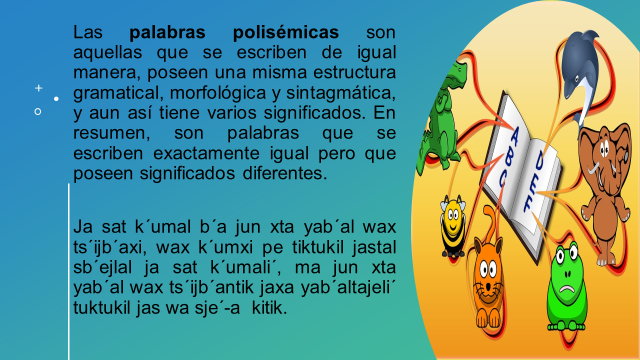 Las palabras polisémicas son
aquellas que se escriben de igual
manera, poseen una misma estructura
gramatical, morfológica y sintagmática,
y aun así tiene varios significados. En
resumen, son palabras que se
escriben exactamente igual pero que
poseen significados diferentes.
Ja sat k´umal b´a jun xta yab´al wax
ts´ijb´axi, wax k´umxi pe tiktukil jastal
sb´ejlal ja sat k´umali´, ma jun xta
yab´al wax ts´ijb´antik jaxa yab´altajeli´
tuktukil jas wa sje´-a kitik.
A B C
D E F